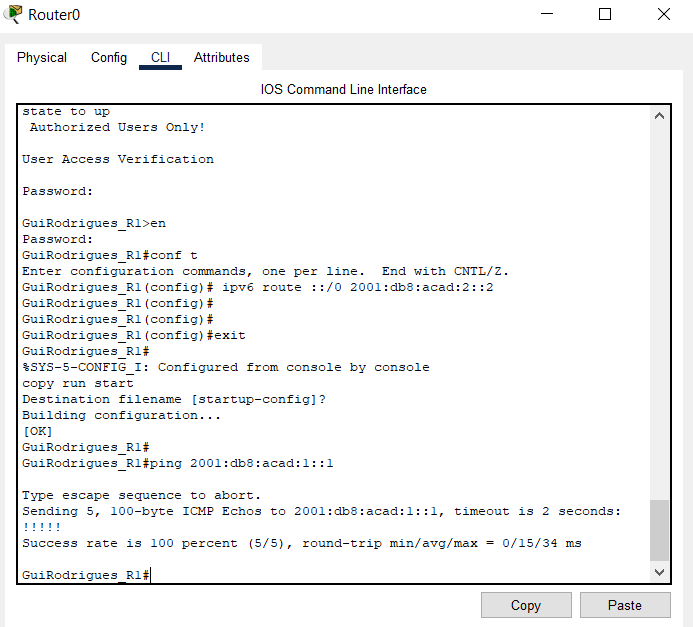 Router0
Physical Config CLI Attributes
IOS Command Line Interface
state to up
Authorized Users Only!
User Access Verification
Password:
GuiRodrigues_R1>en
Password:
GuiRodrigues_R1#conf t
Enter configuration commands, one per line.  End with CNTL/Z.
GuiRodrigues_R1(config)# ipv6 route ::/0 2001:db8:acad:2::2
GuiRodrigues_R1(config)#
GuiRodrigues_R1(config)#
GuiRodrigues_R1(config)#exit
GuiRodrigues_R1#
%SYS-5-CONFIG_I: Configured from console by console
copy run start
Destination filename [startup-config]?
Building configuration...
[OK]
GuiRodrigues_R1#
GuiRodrigues_R1#ping 2001:db8:acad:1::1
Type escape sequence to abort.
Sending 5, 100-byte ICMP Echos to 2001:db8:acad:1::1, timeout is 2 seconds:
!!!!!
Success rate is 100 percent (5/5), round-trip min/avg/max = 0/15/34 ms
GuiRodrigues_R1#
Copy Paste